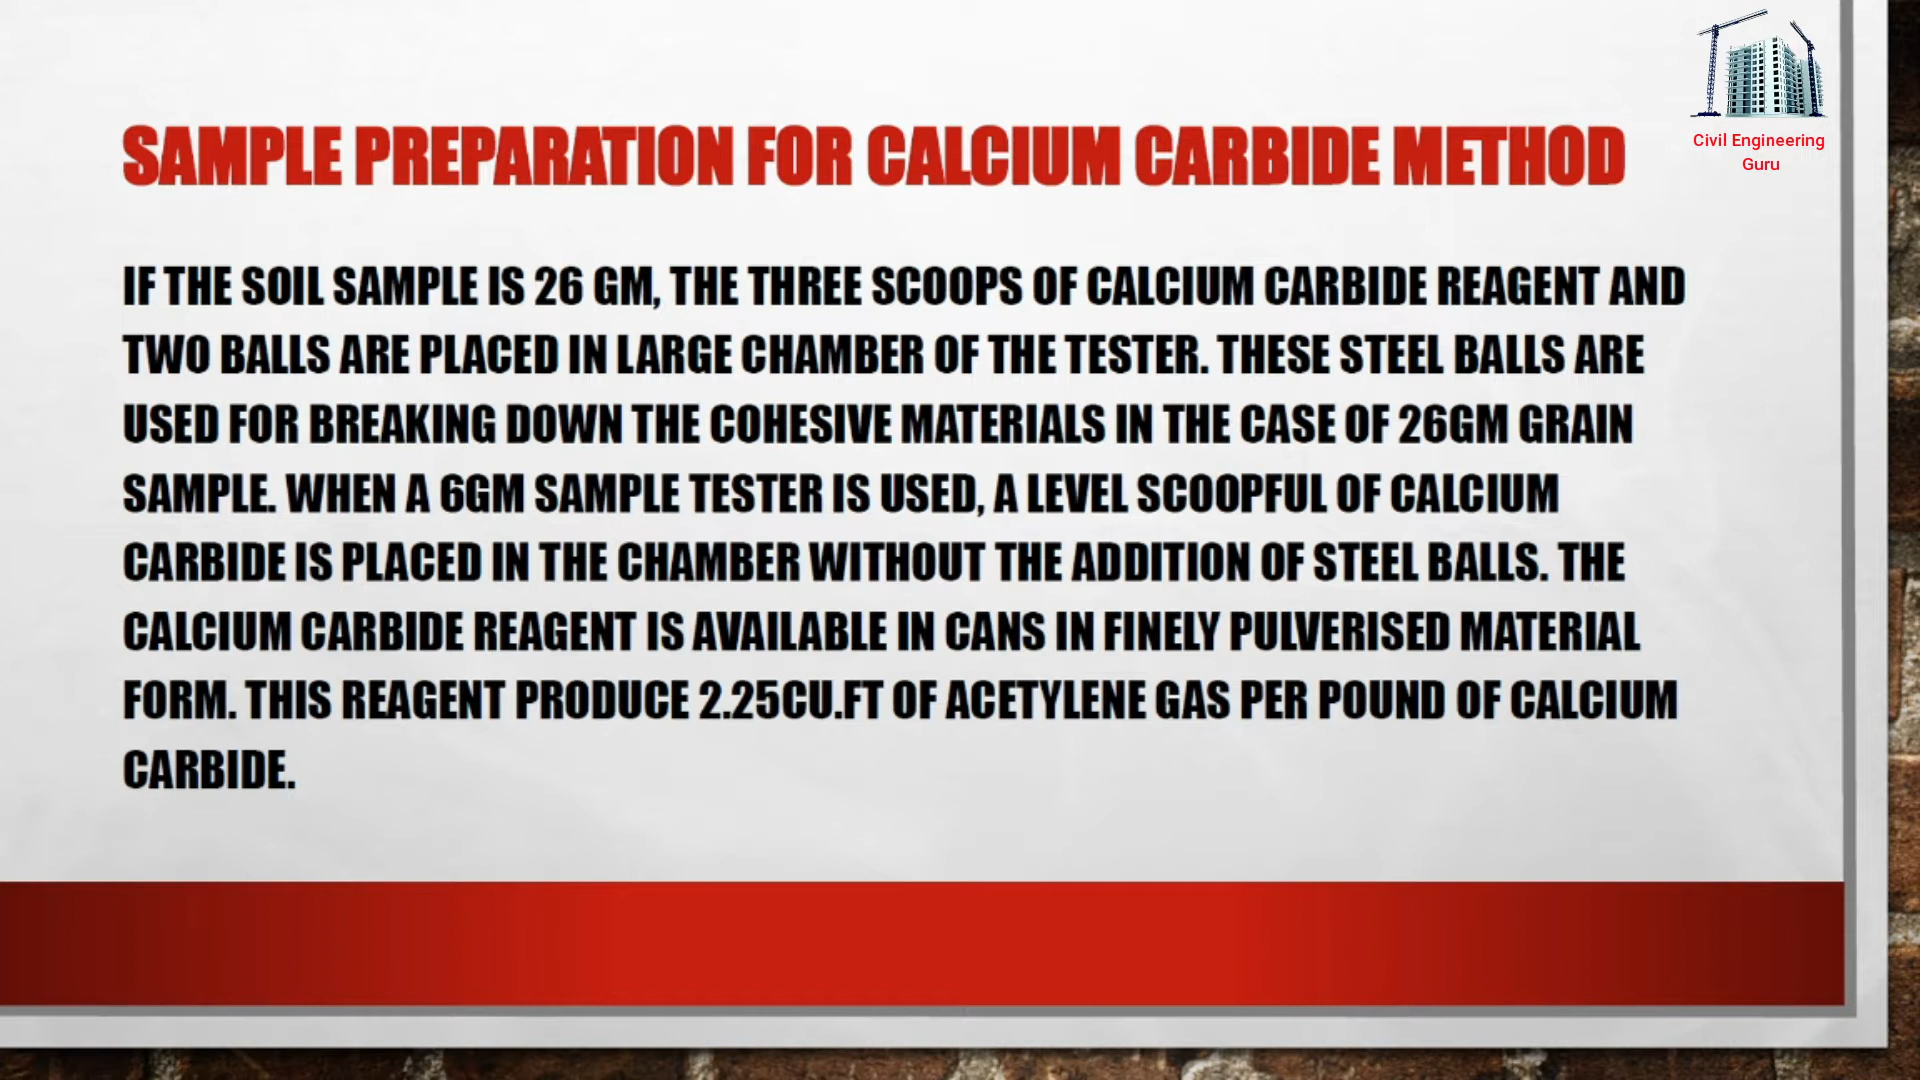 Civil Engineering
Guru
SAMPLE PREPARATION FOR CALCIUM CARBIDE METHOD
IF THE SOIL SAMPLE IS 26 GM, THE THREE SCOOPS OF CALCIUM CARBIDE REAGENT AND
TWO BALLS ARE PLACED IN LARGE CHAMBER OF THE TESTER. THESE STEEL BALLS ARE
USED FOR BREAKING DOWN THE COHESIVE MATERIALS IN THE CASE OF 26GM GRAIN
SAMPLE. WHEN A 6GM SAMPLE TESTER IS USED, A LEVEL SCOOPFUL OF CALCIUM
CARBIDE IS PLACED IN THE CHAMBER WITHOUT THE ADDITION OF STEEL BALLS. THE
CALCIUM CARBIDE REAGENT IS AVAILABLE IN CANS IN FINELY PULVERISED MATERIAL
FORM. THIS REAGENT PRODUCE 2.25CU.FT OF ACETYLENE GAS PER POUND OF CALCIUM
CARBIDE.